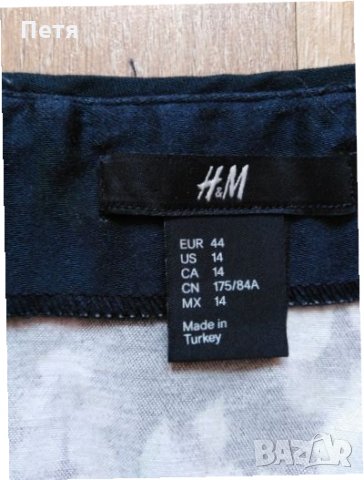 Петя
H&M
EUR 44
US 14
CA 14
CN 175/84A
MX 14
Made in
Turkey
BAZAR